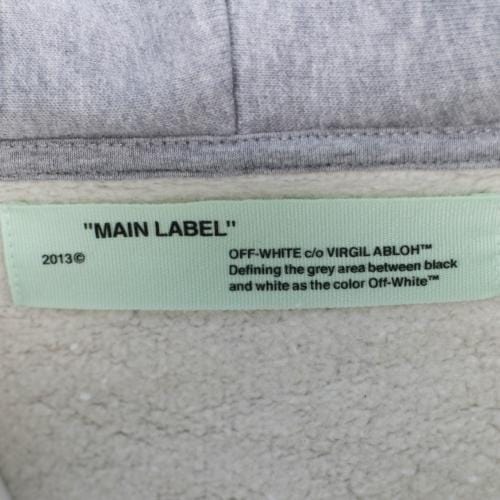 "MAIN LABEL"
2013©
OFF-WHITE c/o VIRGIL ABLOH™
Defining the grey area between black
and white as the color Off-White™